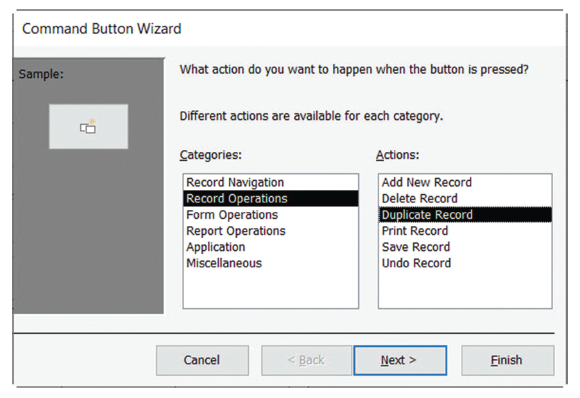 Command Button Wizard
Sample:
What action do you want to happen when the button is pressed?
Different actions are available for each category.
Categories:
Actions:
Record Navigation
Record Operations
Form Operations
Report Operations
Application
Miscellaneous
Add New Record
Delete Record
Duplicate Record
Print Record
Save Record
Undo Record
Cancel
< Back
Next >
Finish